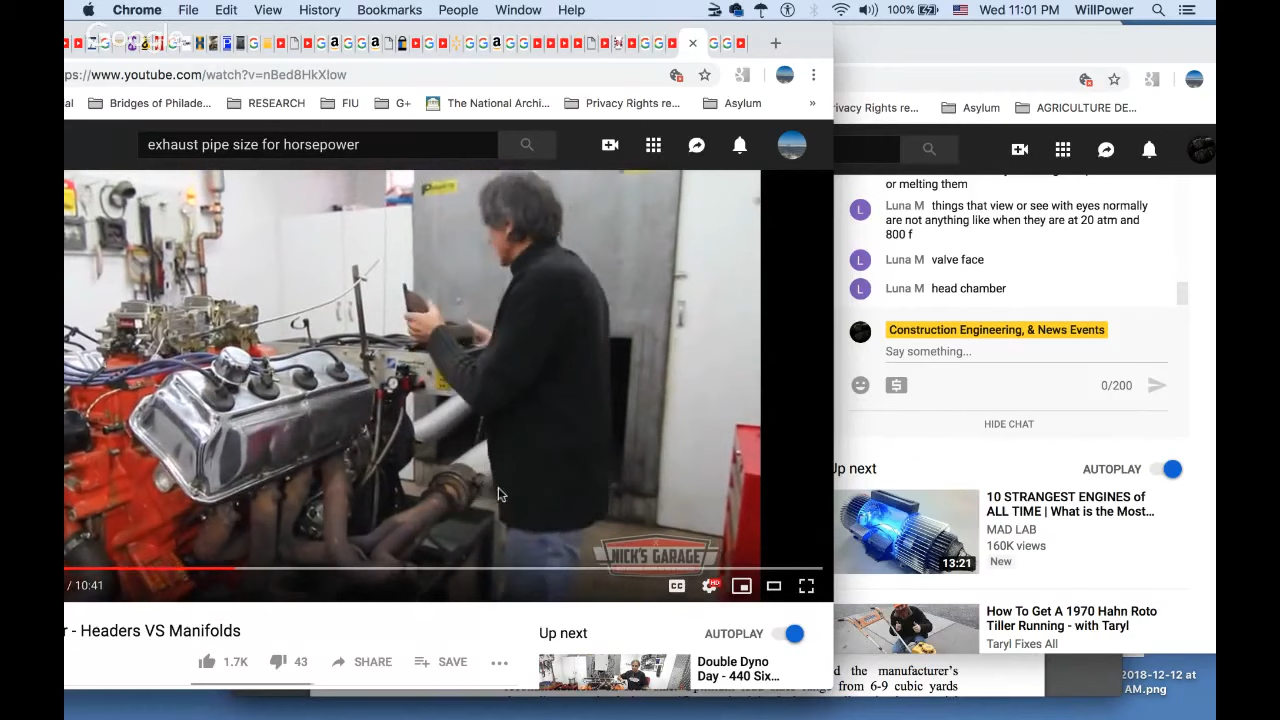 Chrome File Edit View History Bookmarks People Window Help 100% Wed 11:01 PM WillPower
ps://www.youtube.com/watch?v=nBed8HkXlow
al Bridges of Philade... RESEARCH FIU G+ The National Archi... Privacy Rights re... Asylum »
ivacy Rights re... Asylum AGRICULTURE DE...
exhaust pipe size for horsepower
or melting them
Luna M things that view or see with eyes normally
are not anything like when they are at 20 atm and
800 f
Luna M valve face
Luna M head chamber
Construction Engineering, & News Events
Say something...
0/200
HIDE CHAT
NICK'S GARAGE
/ 10:41
CC HD
r - Headers VS Manifolds
1.7K 43 SHARE SAVE
Up next AUTOPLAY
Double Dyno
Day - 440 Six...
Up next AUTOPLAY
10 STRANGEST ENGINES of
ALL TIME | What is the Most...
MAD LAB
160K views
New
13:21
How To Get A 1970 Hahn Roto
Tiller Running - with Taryl
Taryl Fixes All
d the manufacturer's
from 6-9 cubic yards
2018-12-12 at
AM.png